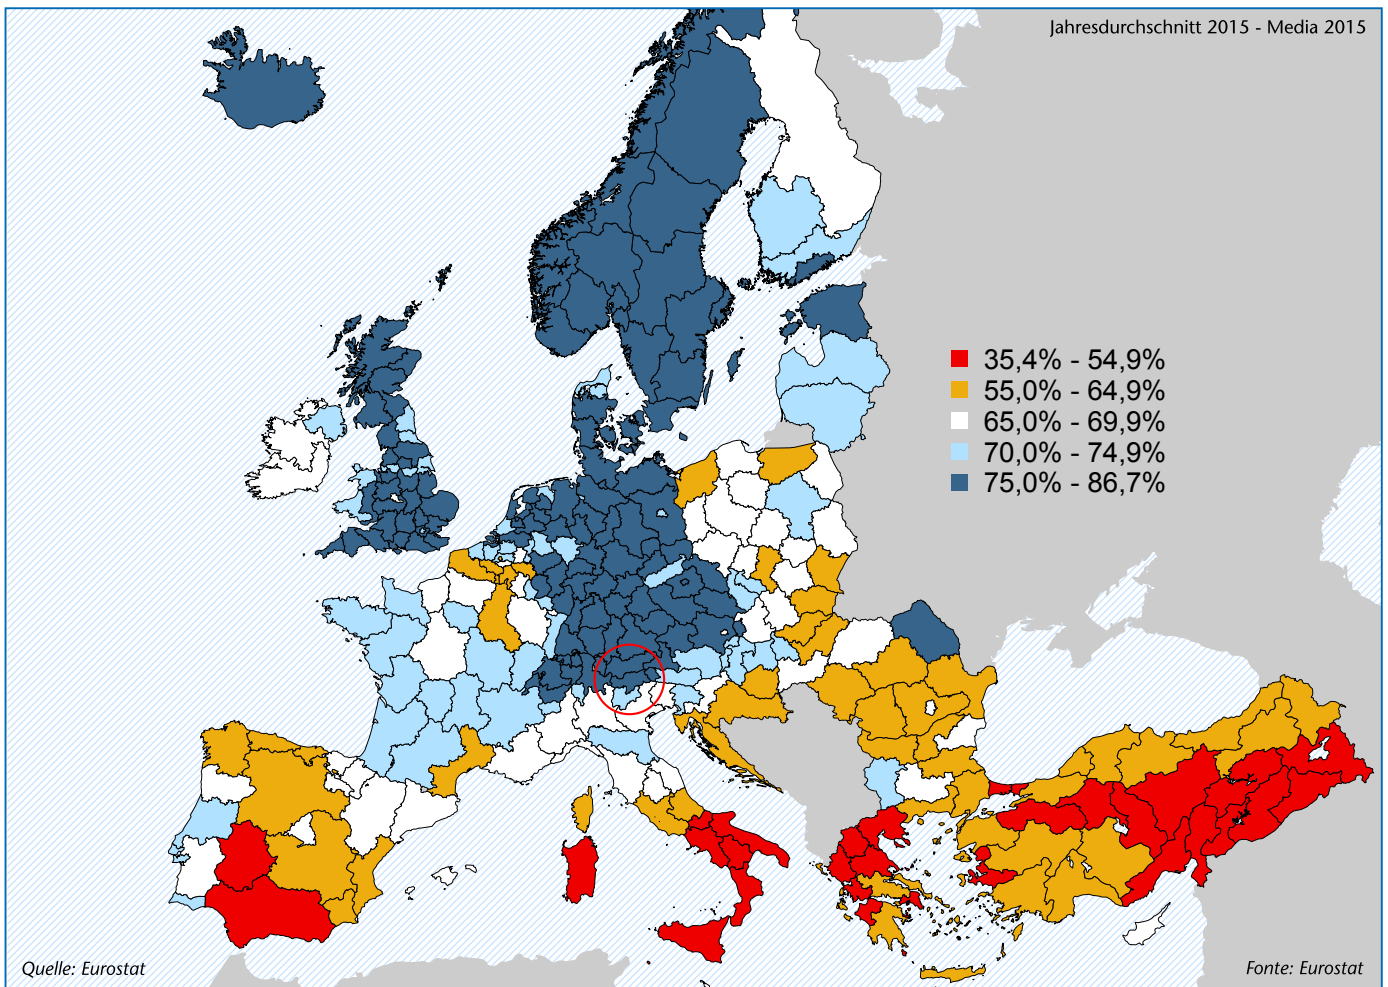 Jahresdurchschnitt 2015 - Media 2015
35,4% - 54,9%
55,0% - 64,9%
65,0% - 69,9%
70,0% - 74,9%
75,0% - 86,7%
Quelle: Eurostat
Fonte: Eurostat